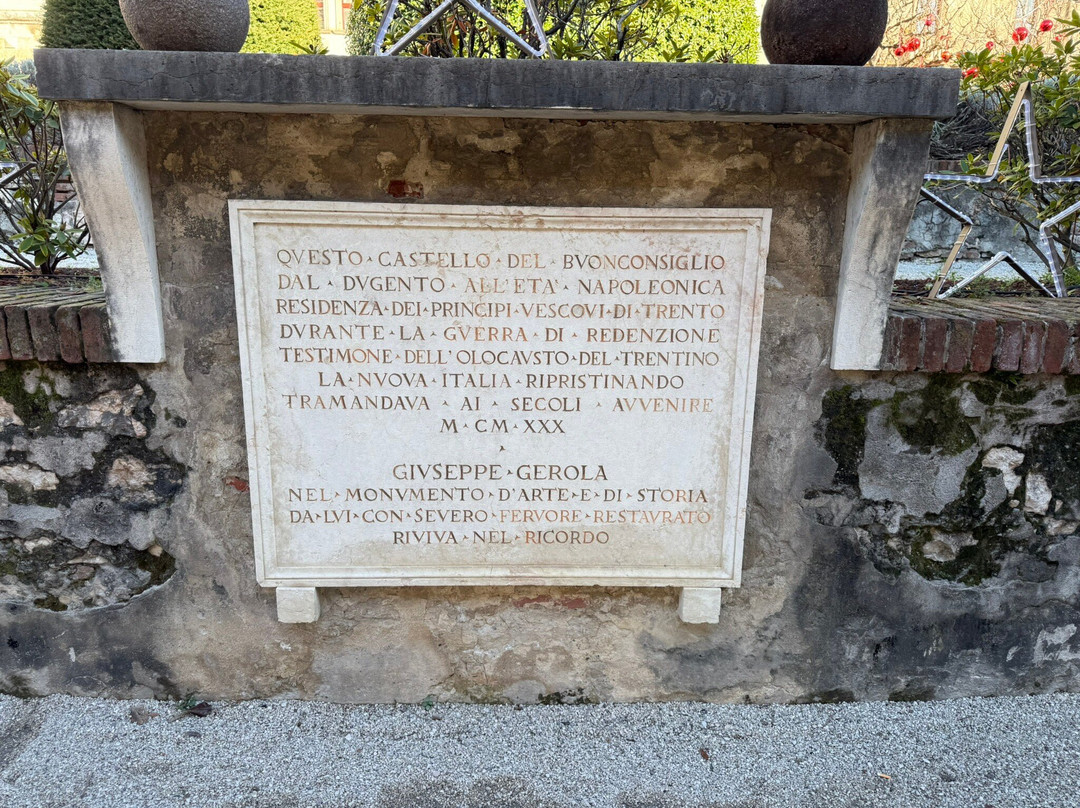 QVESTO · CASTELLO · DEL · BVONCONSIGLIO
DAL · DVGENTO · ALL'ETA' · NAPOLEONICA
RESIDENZA · DEI · PRINCIPI · VESCOVI · DI · TRENTO
DVRANTE · LA · GVERRA · DI · REDENZIONE
TESTIMONE · DELL'OLOCAVSTO · DEL · TRENTINO
LA · NVOVA · ITALIA · RIPRISTINANDO
TRAMANDAVA · AI · SECOLI · AVVENIRE
M · CM · XXX
GIVSEPPE · GEROLA
NEL · MONVMENTO · D'ARTE · E · DI · STORIA
DA · LVI · CON · SEVERO · FERVORE · RESTAVRATO
RIVIVA · NEL · RICORDO